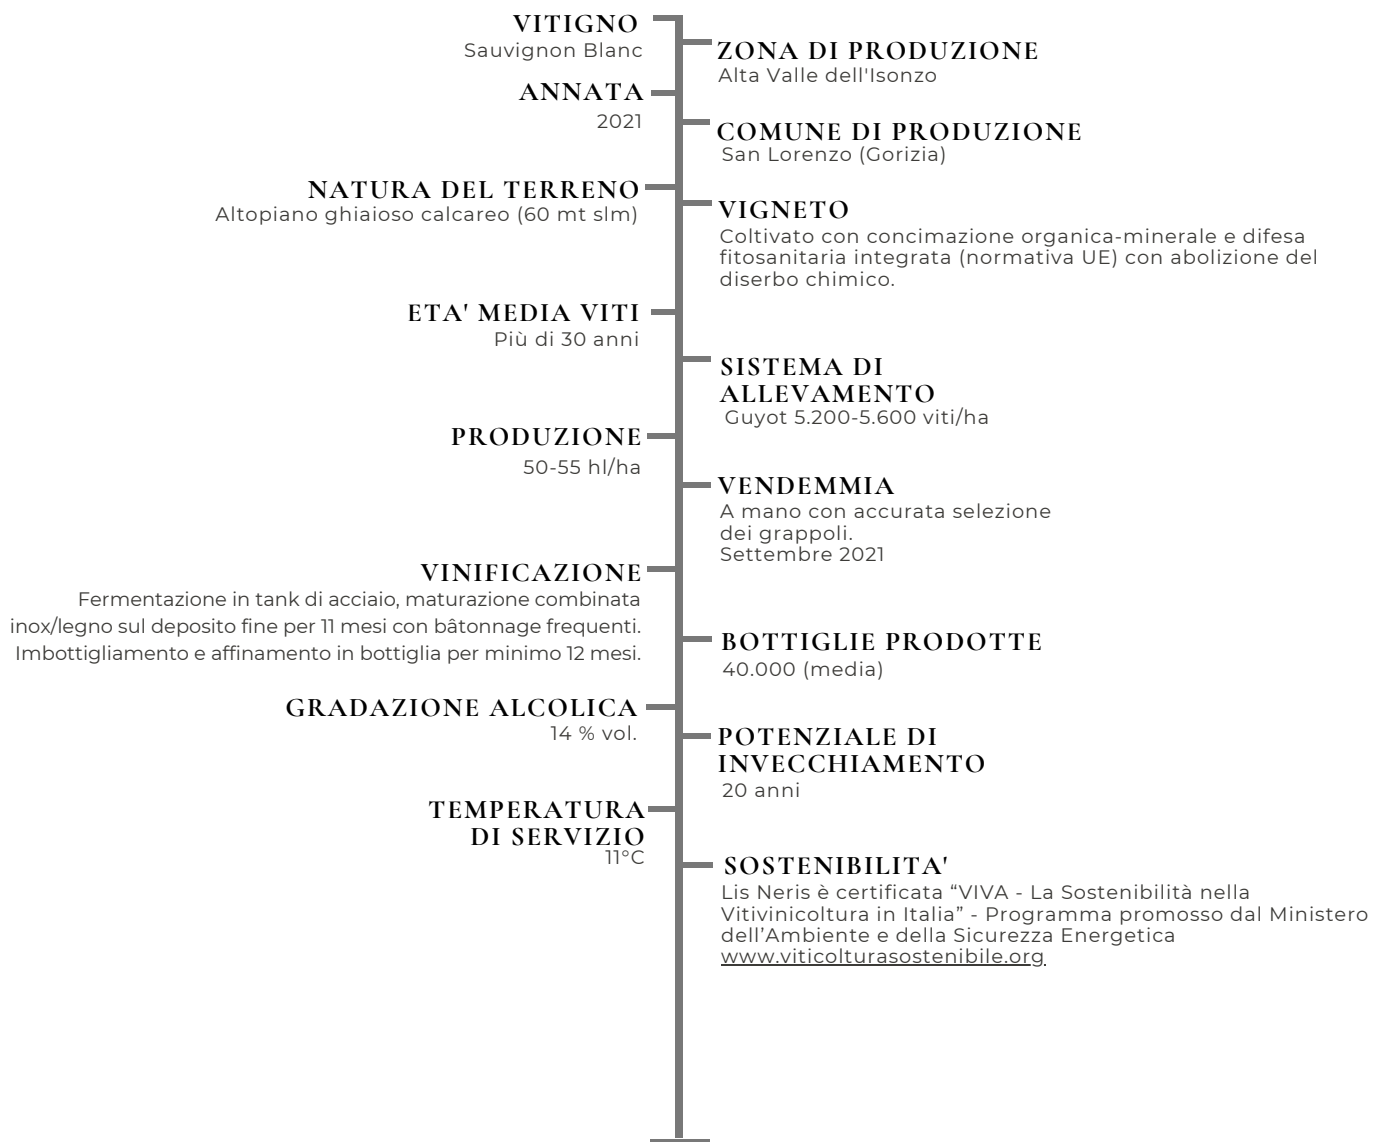 VITIGNO
Sauvignon Blanc
ZONA DI PRODUZIONE
Alta Valle dell'Isonzo
ANNATA
2021
COMUNE DI PRODUZIONE
San Lorenzo (Gorizia)
NATURA DEL TERRENO
Altopiano ghiaioso calcareo (60 mt slm)
VIGNETO
Coltivato con concimazione organica-minerale e difesa
fitosanitaria integrata (normativa UE) con abolizione del
diserbo chimico.
ETA' MEDIA VITI
Più di 30 anni
SISTEMA DI
ALLEVAMENTO
Guyot 5.200-5.600 viti/ha
PRODUZIONE
50-55 hl/ha
VENDEMMIA
A mano con accurata selezione
dei grappoli.
Settembre 2021
VINIFICAZIONE
Fermentazione in tank di acciaio, maturazione combinata
inox/legno sul deposito fine per 11 mesi con bâtonnage frequenti.
Imbottigliamento e affinamento in bottiglia per minimo 12 mesi.
BOTTIGLIE PRODOTTE
40.000 (media)
GRADAZIONE ALCOLICA
14 % vol.
POTENZIALE DI
INVECCHIAMENTO
20 anni
TEMPERATURA
DI SERVIZIO
11°C
SOSTENIBILITA'
Lis Neris è certificata “VIVA - La Sostenibilità nella
Vitivinicoltura in Italia” - Programma promosso dal Ministero
dell’Ambiente e della Sicurezza Energetica
www.viticolturasostenibile.org